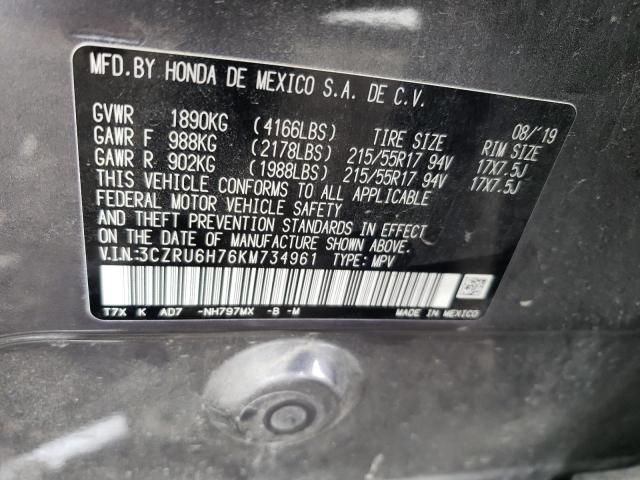 MFD.BY HONDA DE MEXICO S.A. DE C.V.
08/'19
GVWR 1890KG (4166LBS) TIRE SIZE RIM SIZE
GAWR F 988KG (2178LBS) 215/55R17 94V 17X7.5J
GAWR R 902KG (1988LBS) 215/55R17 94V 17X7.5J
THIS VEHICLE CONFORMS TO ALL APPLICABLE
FEDERAL MOTOR VEHICLE SAFETY
AND THEFT PREVENTION STANDARDS IN EFFECT
ON THE DATE OF MANUFACTURE SHOWN ABOVE.
V.IN:3CZRU6H76KM734961 TYPE: MPV
T7X K AD7 -NH797MX -B -M
MADE IN MEXICO